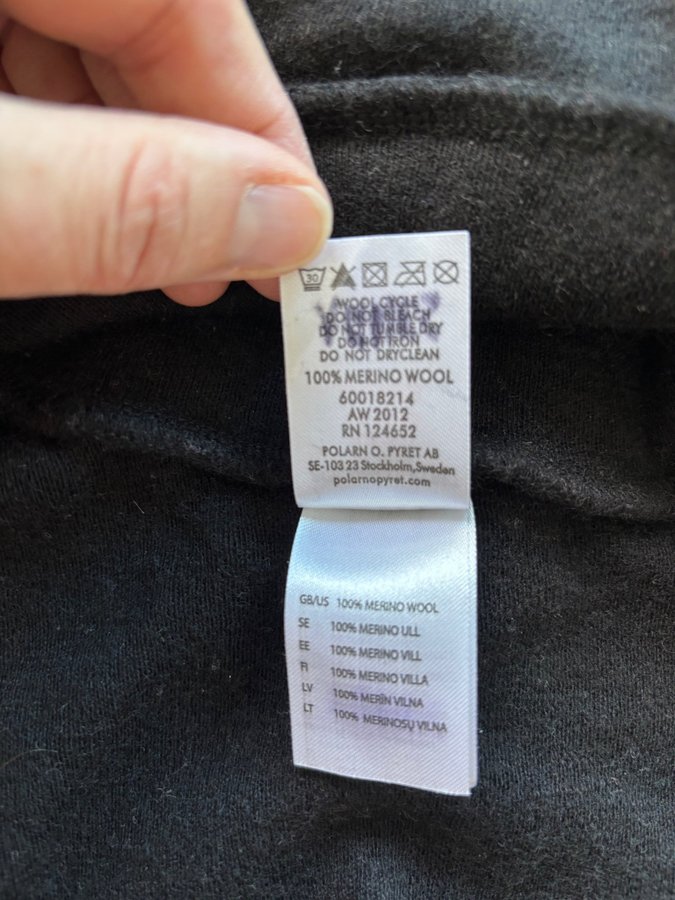 30
WOOL CYCLE
DO NOT BLEACH
DO NOT TUMBLE DRY
DO NOT IRON
DO NOT DRYCLEAN
100% MERINO WOOL
60018214
AW 2012
RN 124652
POLARN O. PYRET AB
SE-103 23 Stockholm,Sweden
polarnopyret.com
GB/US 100% MERINO WOOL
SE 100% MERINO ULL
EE 100% MERINO VILL
FI 100% MERINO VILLA
LV 100% MERĪN VILNA
LT 100% MERINOSŲ VILNA